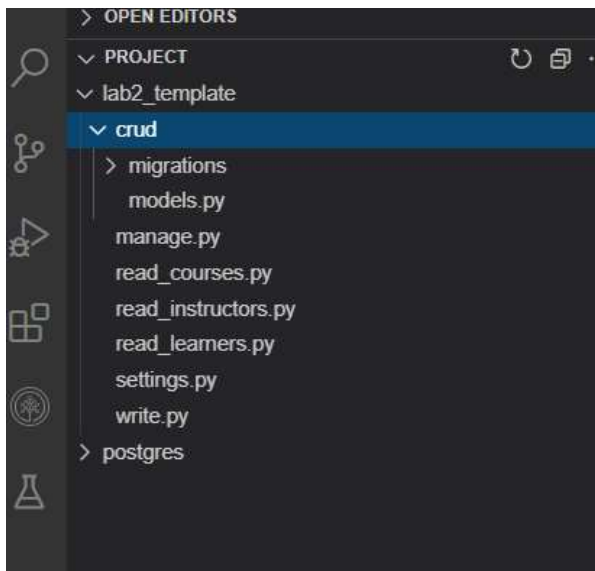 OPEN EDITORS
PROJECT
lab2_template
crud
migrations
models.py
manage.py
read_courses.py
read_instructors.py
read_learners.py
settings.py
write.py
postgres